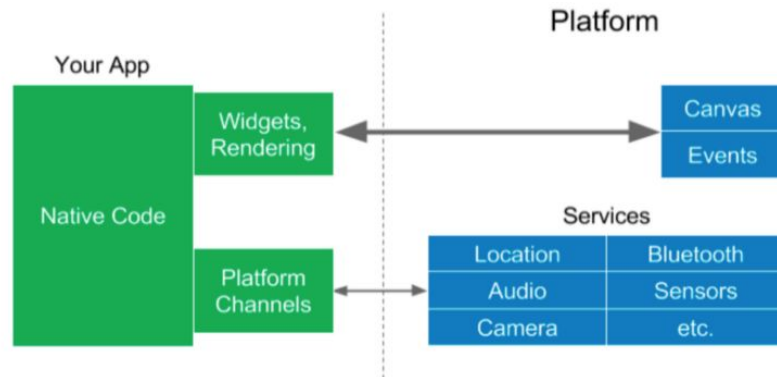 Platform
Your App
Widgets,
Rendering
Canvas
Events
Native Code
Services
Platform
Channels
Location
Bluetooth
Audio
Sensors
Camera
etc.